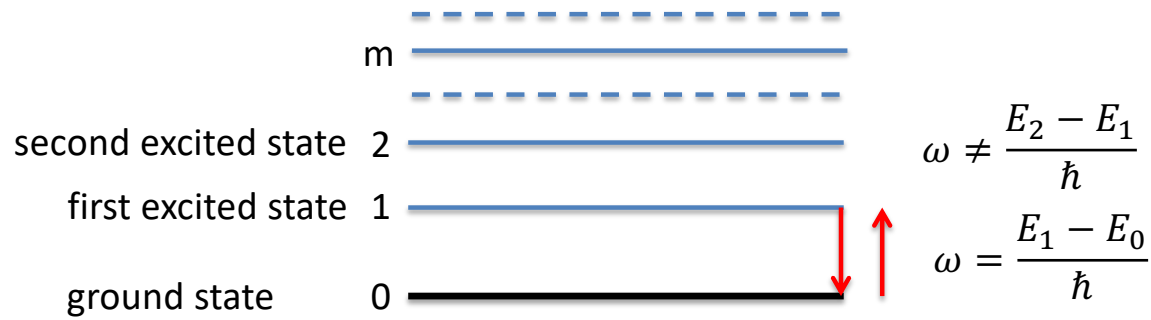 m
second excited state 2
first excited state 1
ground state 0
ω ≠ (E₂ − E₁)/ħ
ω = (E₁ − E₀)/ħ